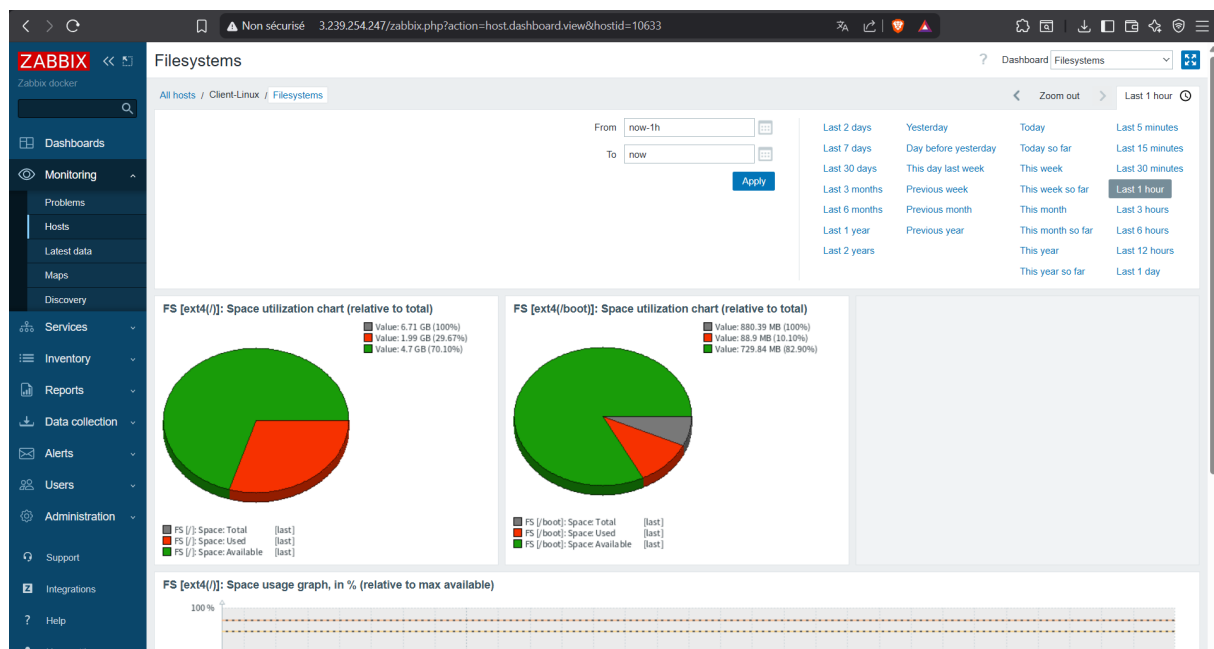 Non sécurisé 3.239.254.247/zabbix.php?action=host.dashboard.view&hostid=10633
ZABBIX
Zabbix docker
Dashboards
Monitoring
Problems
Hosts
Latest data
Maps
Discovery
Services
Inventory
Reports
Data collection
Alerts
Users
Administration
Support
Integrations
Help
Filesystems
? Dashboard Filesystems
All hosts / Client-Linux / Filesystems
Zoom out Last 1 hour
From now-1h
To now
Apply
Last 2 days Yesterday Today Last 5 minutes
Last 7 days Day before yesterday Today so far Last 15 minutes
Last 30 days This day last week This week Last 30 minutes
Last 3 months Previous week This week so far Last 1 hour
Last 6 months Previous month This month Last 3 hours
Last 1 year Previous year This month so far Last 6 hours
Last 2 years This year Last 12 hours
This year so far Last 1 day
FS [ext4(/)]: Space utilization chart (relative to total)
Value: 6.71 GB (100%)
Value: 1.99 GB (29.67%)
Value: 4.7 GB (70.10%)
FS [/]: Space: Total [last]
FS [/]: Space: Used [last]
FS [/]: Space: Available [last]
FS [ext4(/boot)]: Space utilization chart (relative to total)
Value: 880.39 MB (100%)
Value: 88.9 MB (10.10%)
Value: 729.84 MB (82.90%)
FS [/boot]: Space: Total [last]
FS [/boot]: Space: Used [last]
FS [/boot]: Space: Available [last]
FS [ext4(/)]: Space usage graph, in % (relative to max available)
100 %